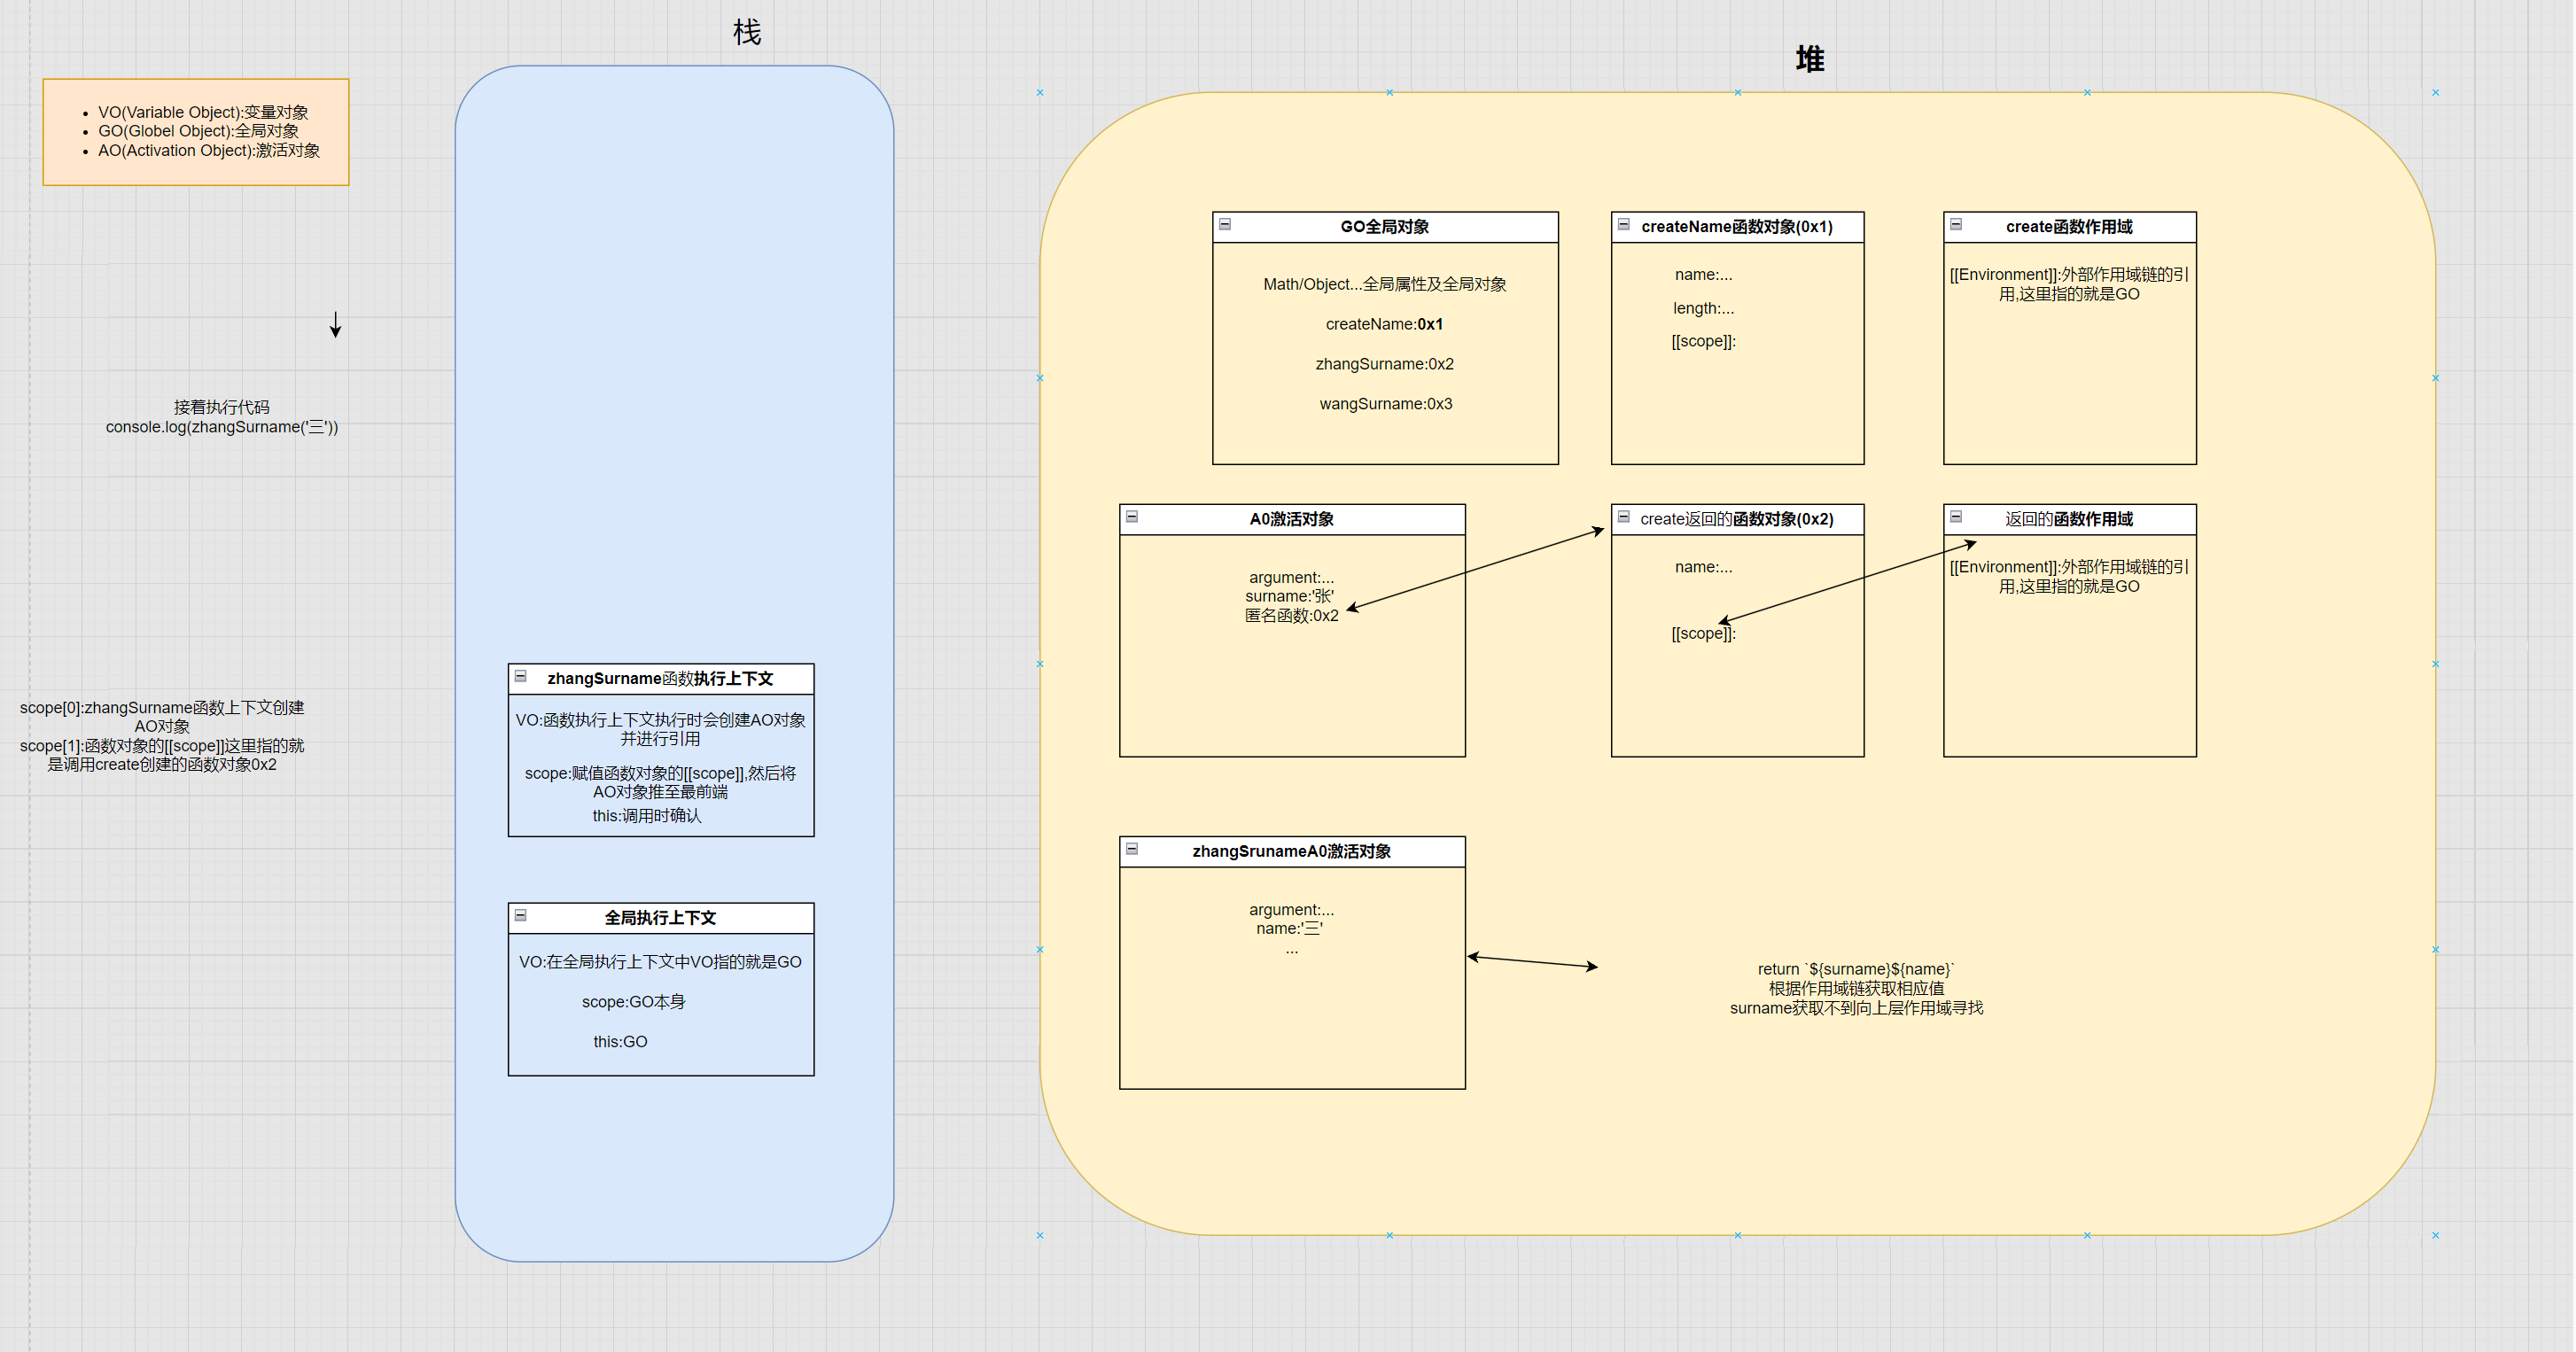 栈
堆
VO(Variable Object):变量对象
GO(Globel Object):全局对象
AO(Activation Object):激活对象
接着执行代码
console.log(zhangSurname('三'))
scope[0]:zhangSurname函数上下文创建
AO对象
scope[1]:函数对象的[[scope]]这里指的就
是调用create创建的函数对象0x2
zhangSurname函数执行上下文
VO:函数执行上下文执行时会创建AO对象
并进行引用
scope:赋值函数对象的[[scope]],然后将
AO对象推至最前端
this:调用时确认
全局执行上下文
VO:在全局执行上下文中VO指的就是GO
scope:GO本身
this:GO
GO全局对象
Math/Object...全局属性及全局对象
createName:0x1
zhangSurname:0x2
wangSurname:0x3
createName函数对象(0x1)
name:...
length:...
[[scope]]:
create函数作用域
[[Environment]]:外部作用域链的引
用,这里指的就是GO
A0激活对象
argument:...
surname:'张'
匿名函数:0x2
create返回的函数对象(0x2)
name:...
[[scope]]:
返回的函数作用域
[[Environment]]:外部作用域链的引
用,这里指的就是GO
zhangSrunameA0激活对象
argument:...
name:'三'
...
return `${surname}${name}`
根据作用域链获取相应值
surname获取不到向上层作用域寻找